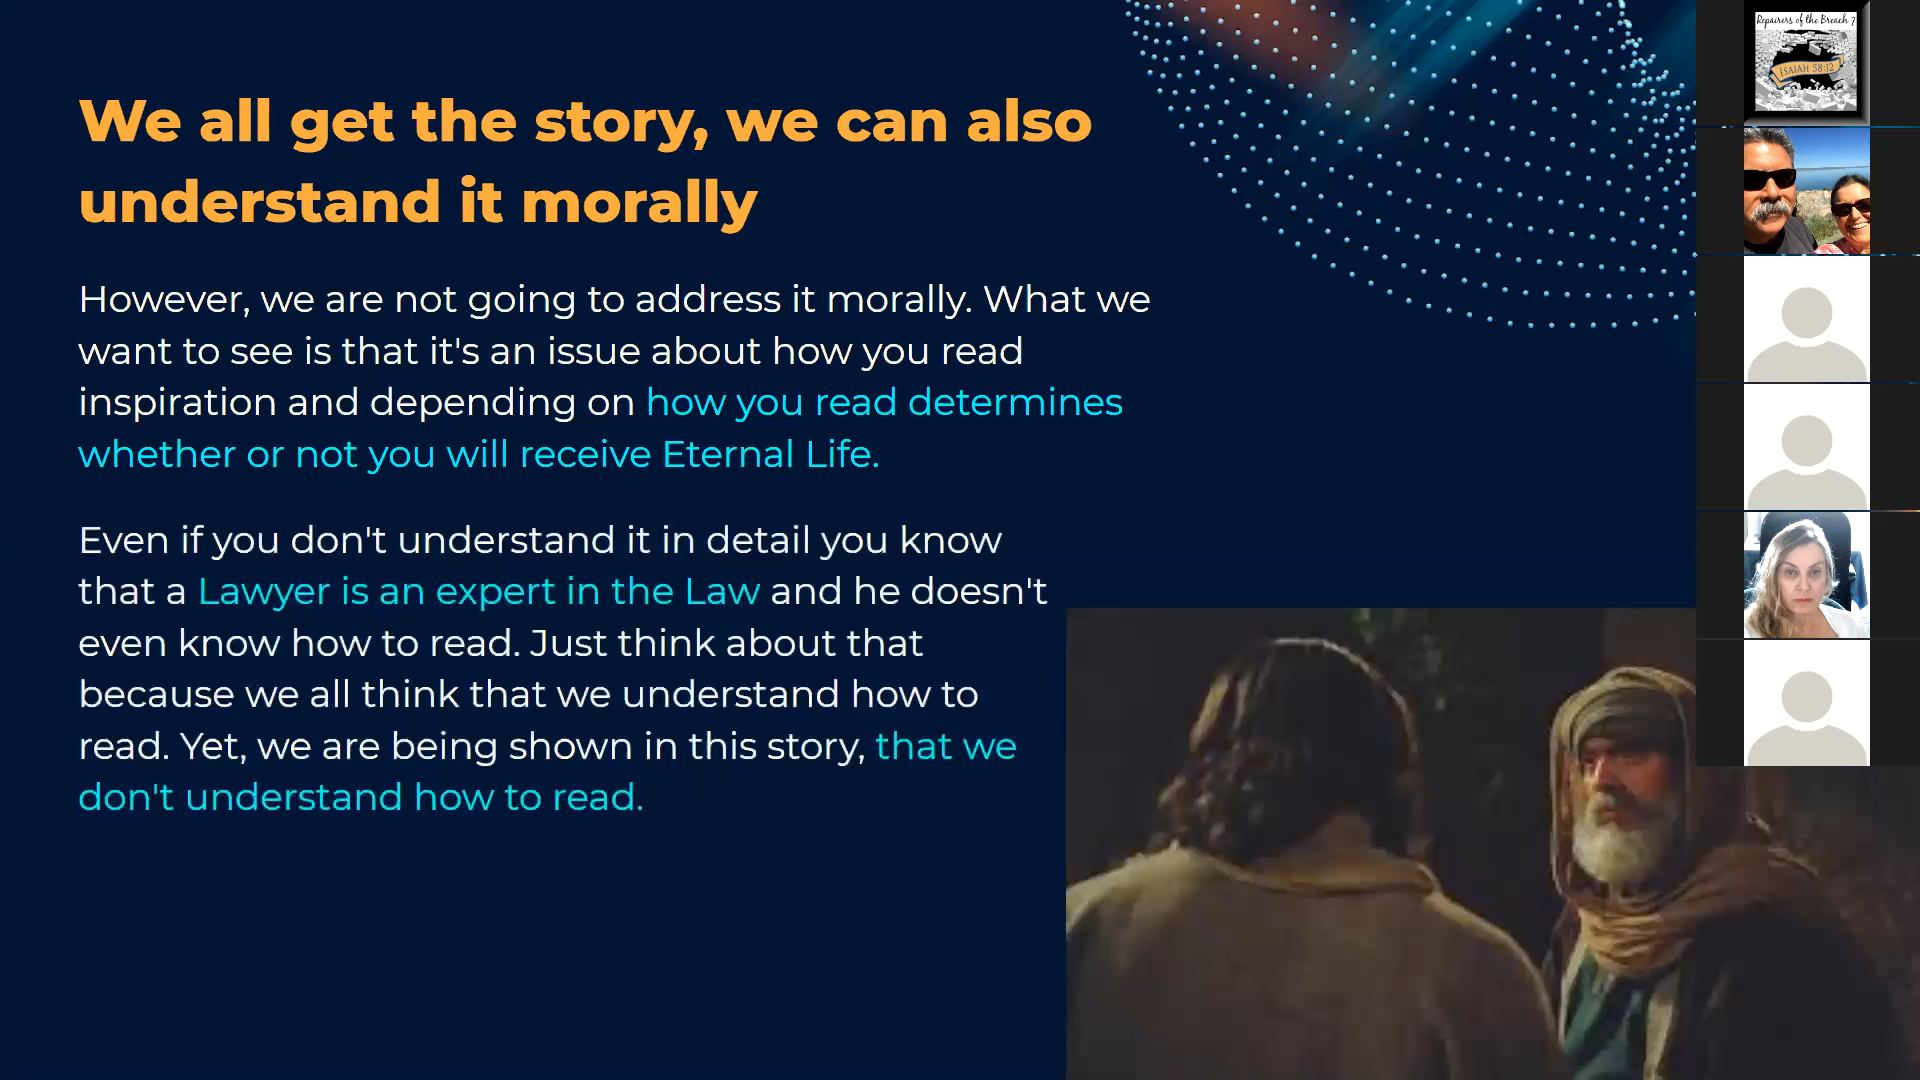 We all get the story, we can also
understand it morally
However, we are not going to address it morally. What we
want to see is that it's an issue about how you read
inspiration and depending on how you read determines
whether or not you will receive Eternal Life.
Even if you don't understand it in detail you know
that a Lawyer is an expert in the Law and he doesn't
even know how to read. Just think about that
because we all think that we understand how to
read. Yet, we are being shown in this story, that we
don't understand how to read.
Repairers of the Breach 7
ISAIAH 58:12